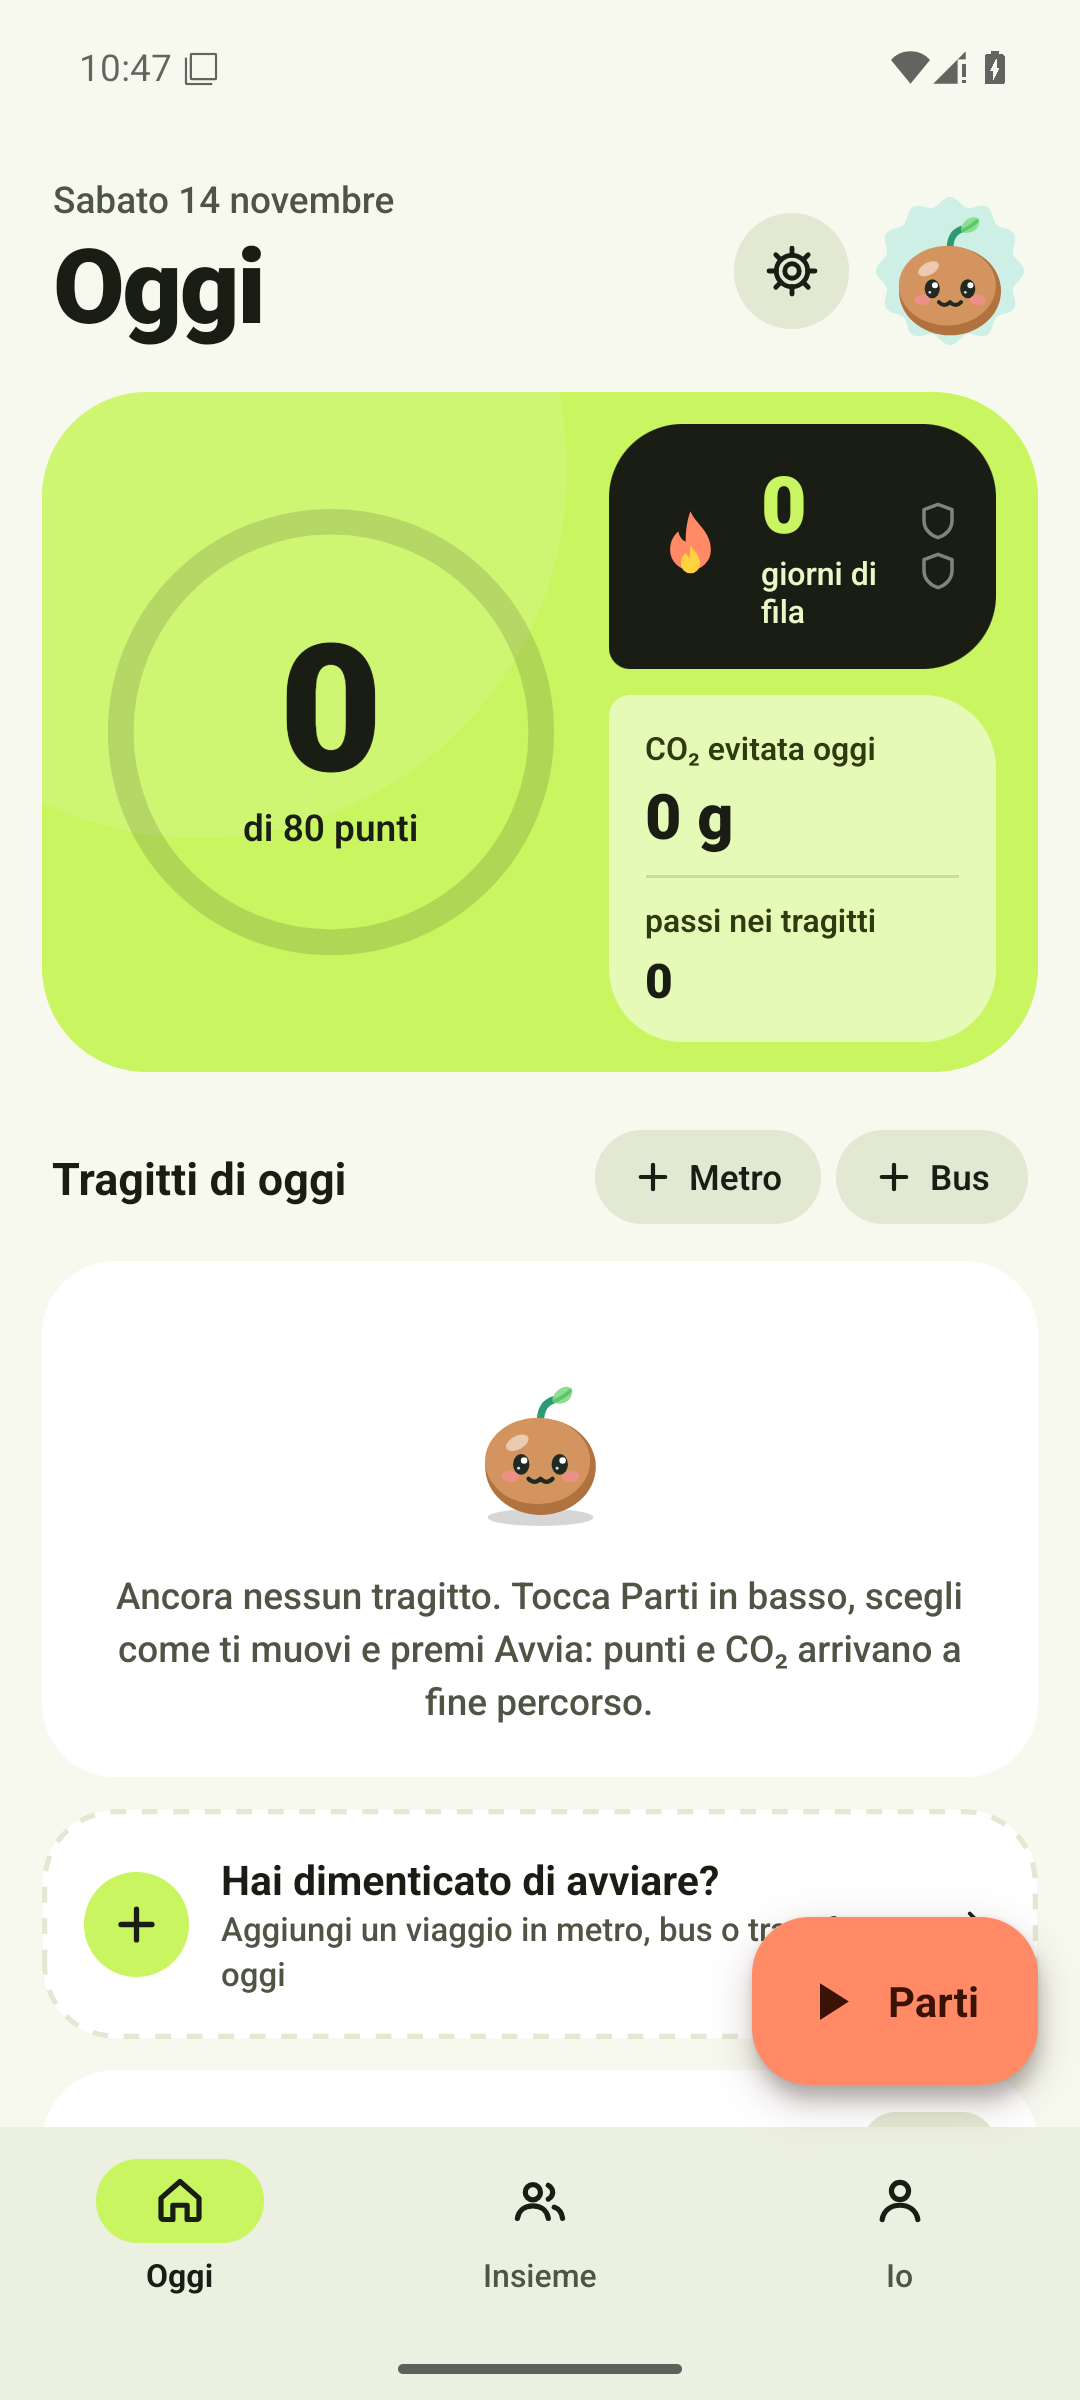 10:47
Sabato 14 novembre
Oggi
0
di 80 punti
0
giorni di
fila
CO₂ evitata oggi
0 g
passi nei tragitti
0
Tragitti di oggi
Metro
Bus
Ancora nessun tragitto. Tocca Parti in basso, scegli
come ti muovi e premi Avvia: punti e CO₂ arrivano a
fine percorso.
Hai dimenticato di avviare?
Aggiungi un viaggio in metro, bus o
oggi
Parti
Oggi
Insieme
Io